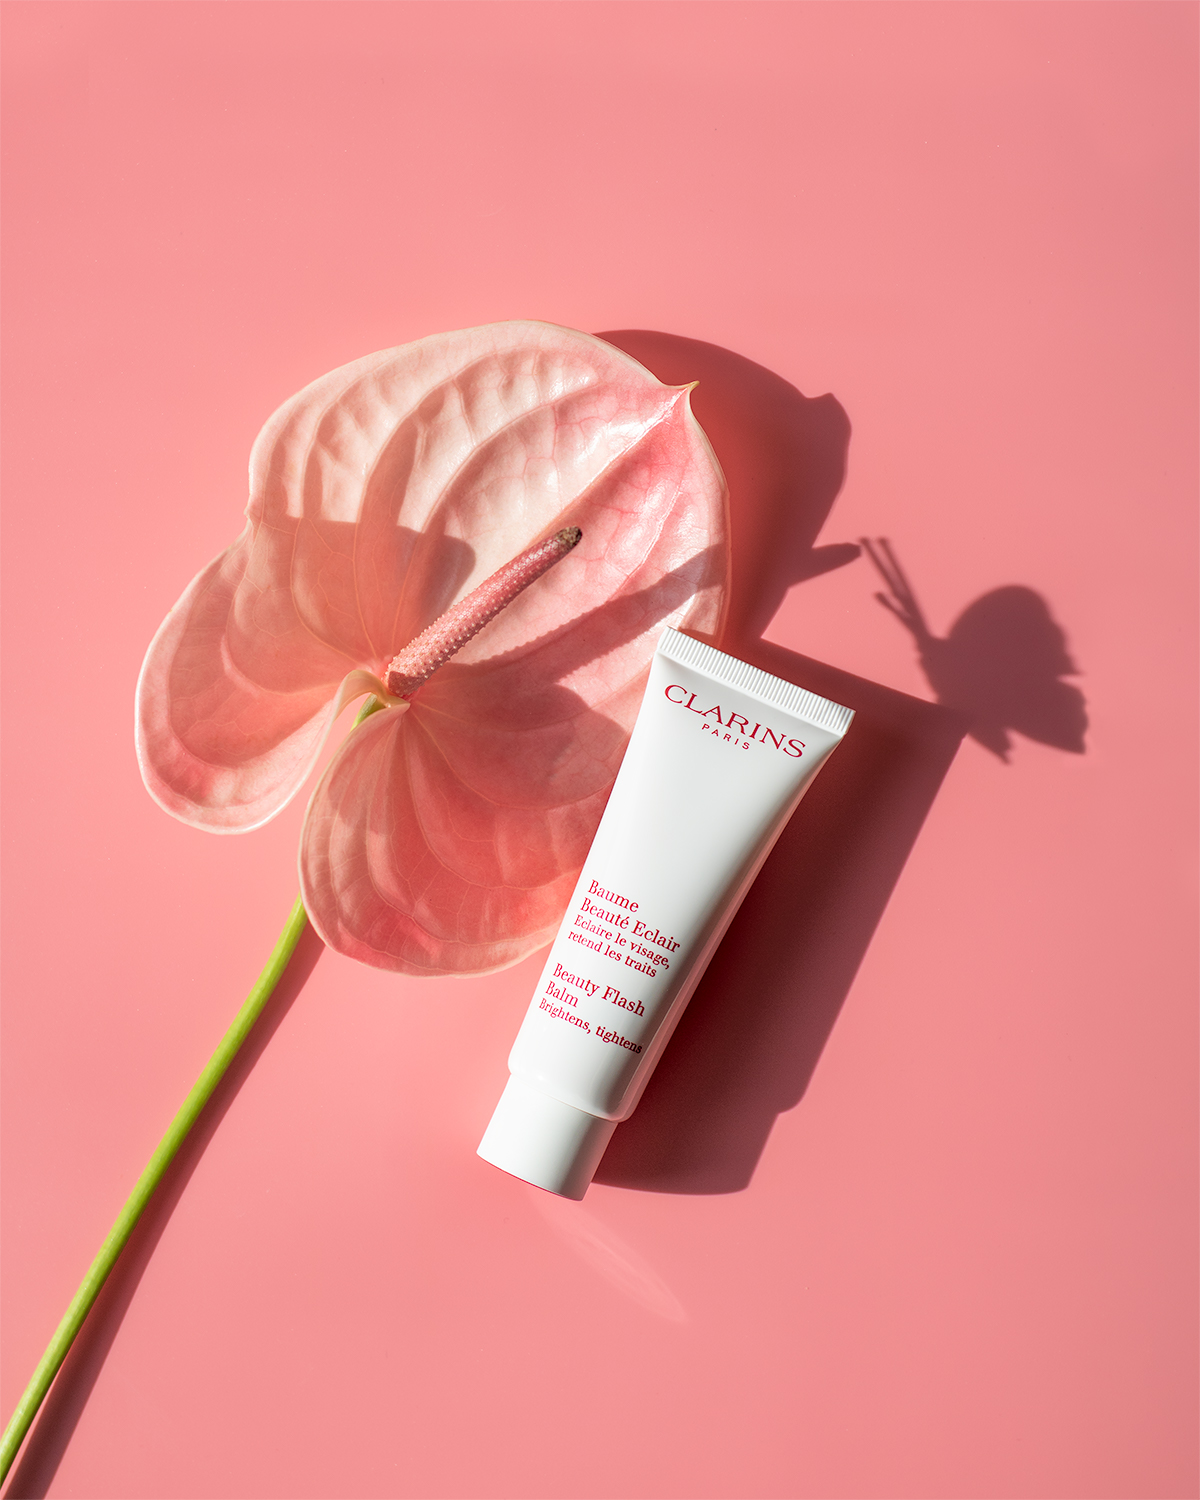 CLARINS
PARIS
Baume
Beauté Eclair
Eclaire le visage,
retend les traits
Beauty Flash
Balm
Brightens, tightens